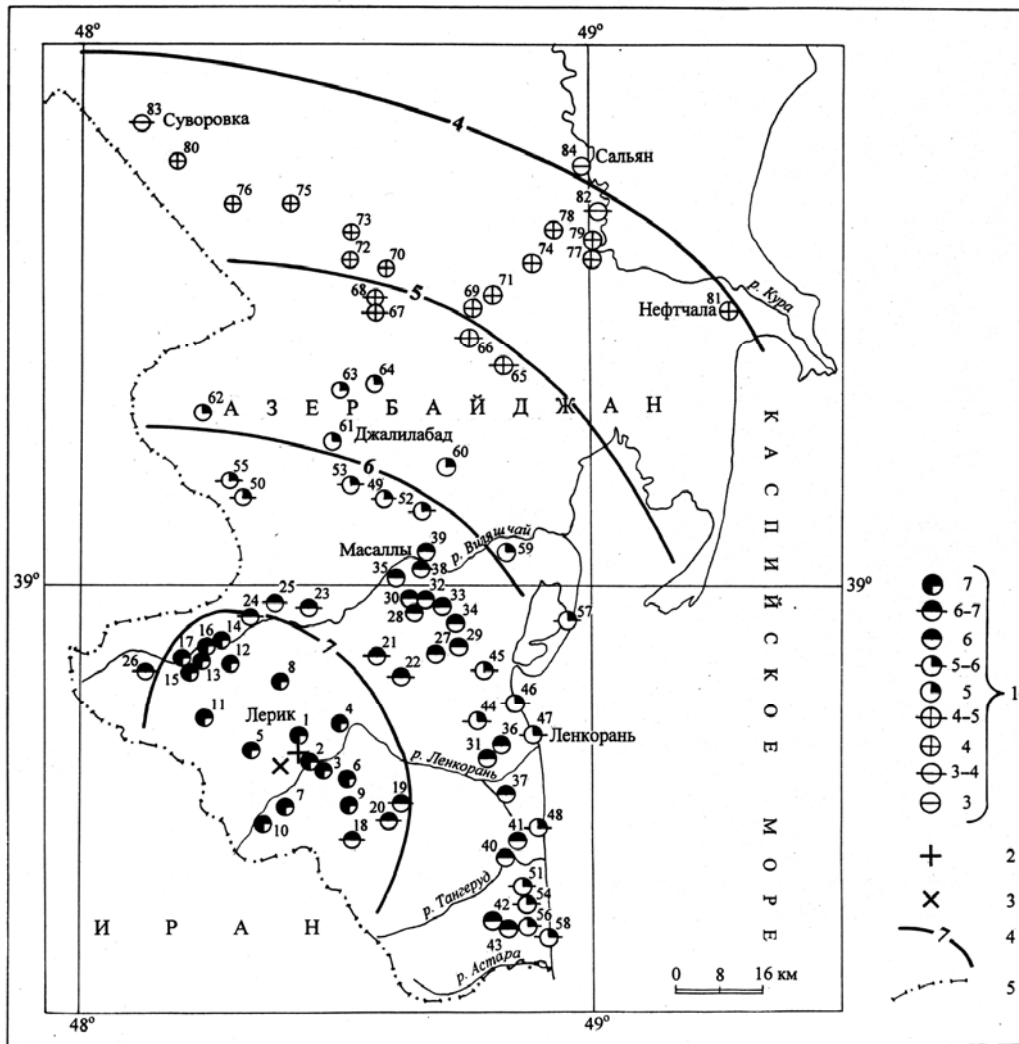 48° 49°
4
83 Суворовка
80
84 Сальян
76 75
82
73 78
79
72 70 74 77
5
68 71
67 69
р. Кура
81
Нефтчала
66
65
63 64
62
А З Е Р Б А Й Д Ж А Н
61 Джалилабад
6
60
55 53 49
50 52
Масаллы 39 р. Виляшчай 59
35 38
39° 39°
25 23 30 32 33
24 28 34 57
7
16 14
17 12 21 27 29
26 15 13 22 45
8
46
11 Лерик 1 4 44 47 Ленкорань
5 36
2 31
3 6 р. Ленкорань
7 9 19 37
10 20
18 41 48
40
р. Тангеруд 51
54
42 56 58
43
И Р А Н
р. Астара
КАСПИЙСКОЕ МОРЕ
0 8 16 км
48° 49°
7
6–7
6
5–6
5
4–5
4
3–4
3
1
2
3
7 4
5